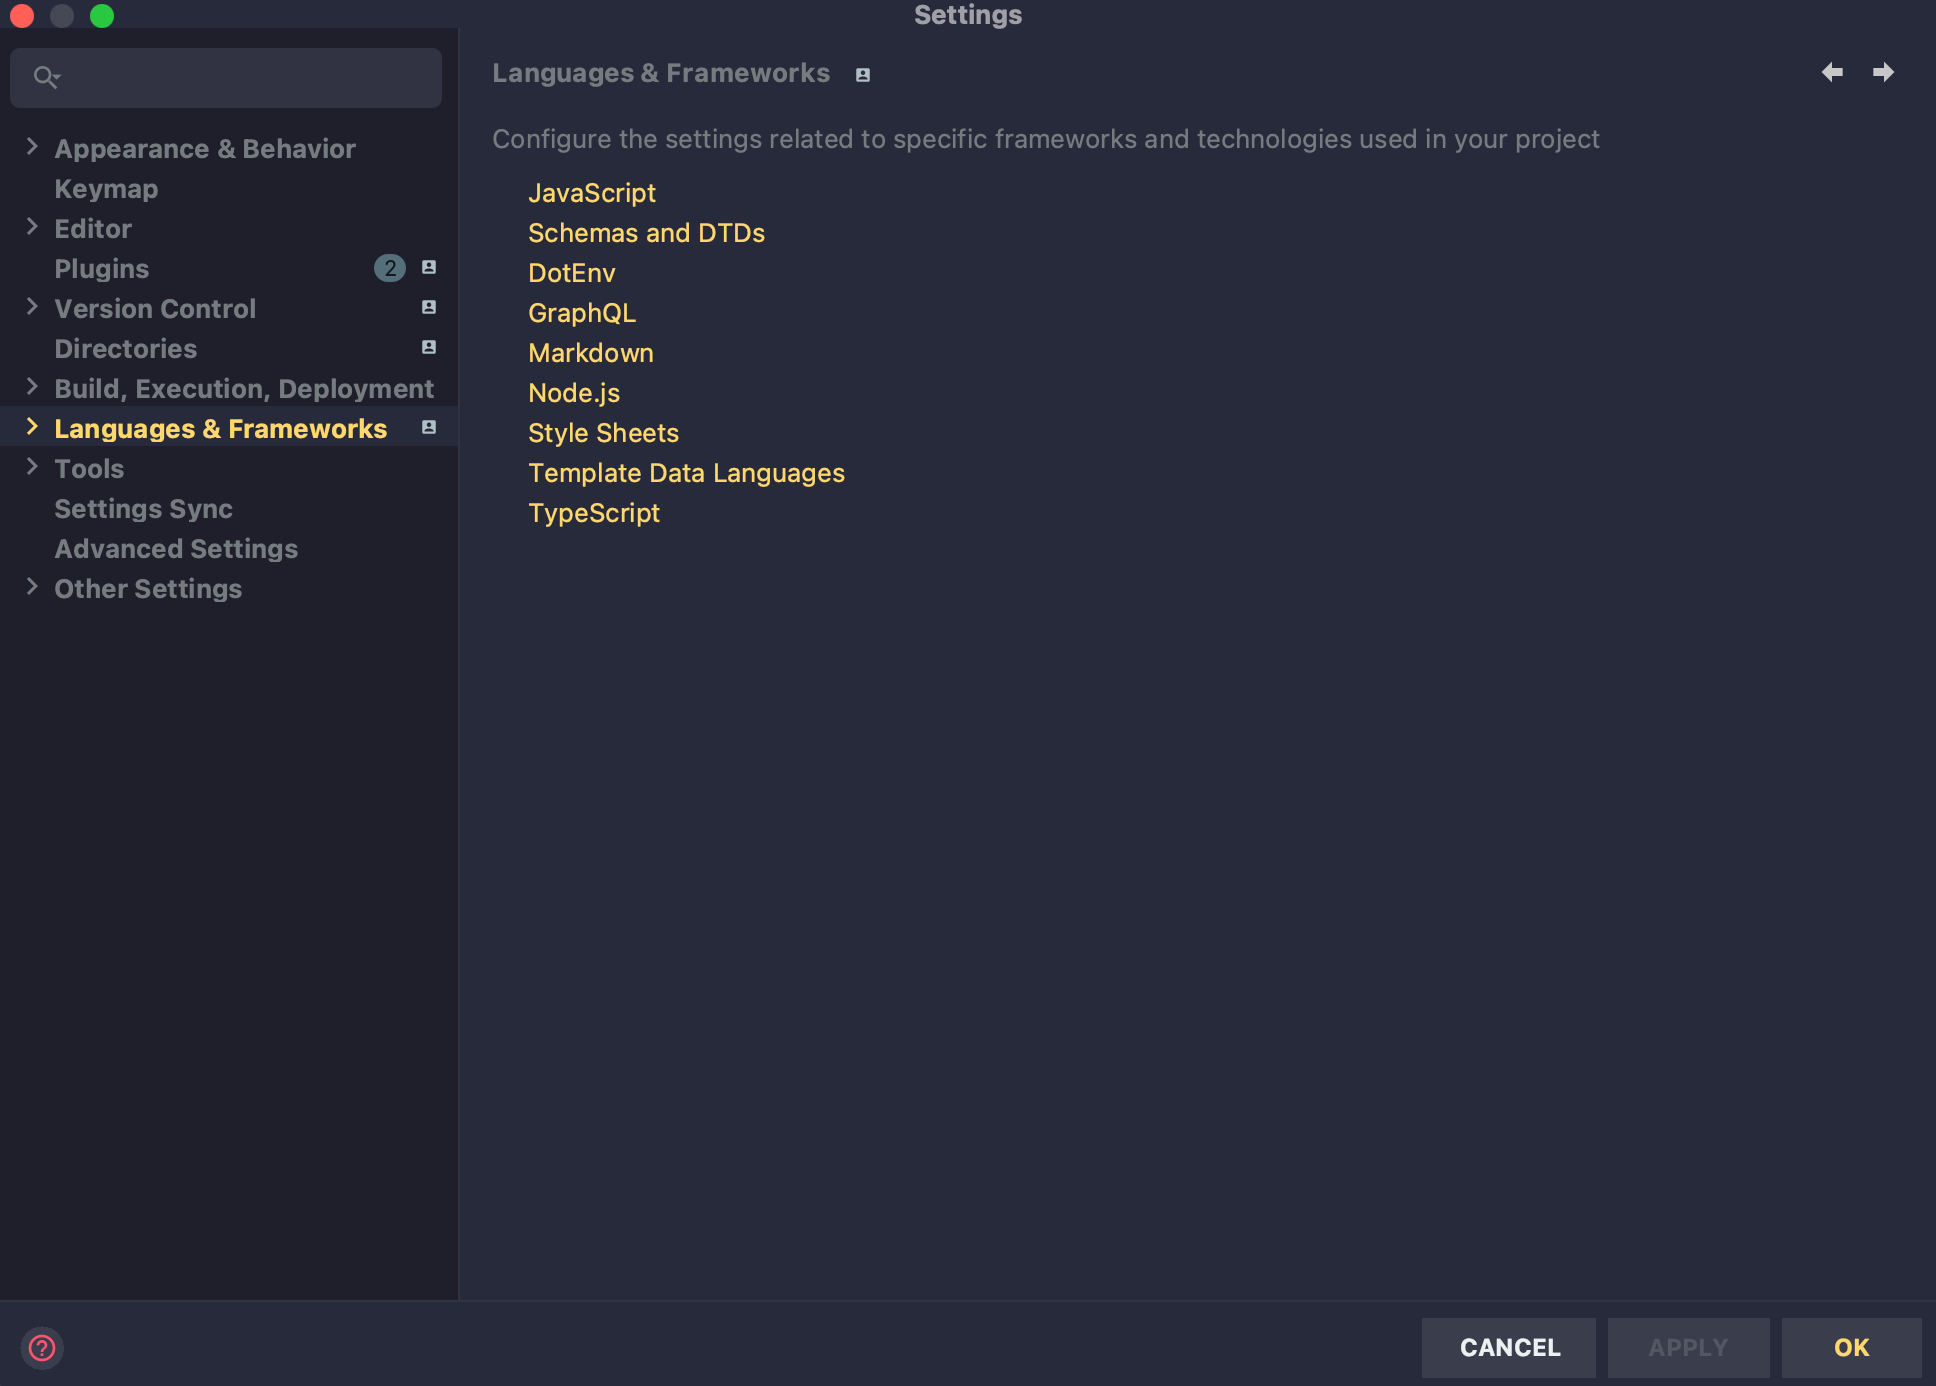 Settings
Appearance & Behavior
Keymap
Editor
Plugins 2
Version Control
Directories
Build, Execution, Deployment
Languages & Frameworks
Tools
Settings Sync
Advanced Settings
Other Settings
Languages & Frameworks
Configure the settings related to specific frameworks and technologies used in your project
JavaScript
Schemas and DTDs
DotEnv
GraphQL
Markdown
Node.js
Style Sheets
Template Data Languages
TypeScript
?
CANCEL APPLY OK